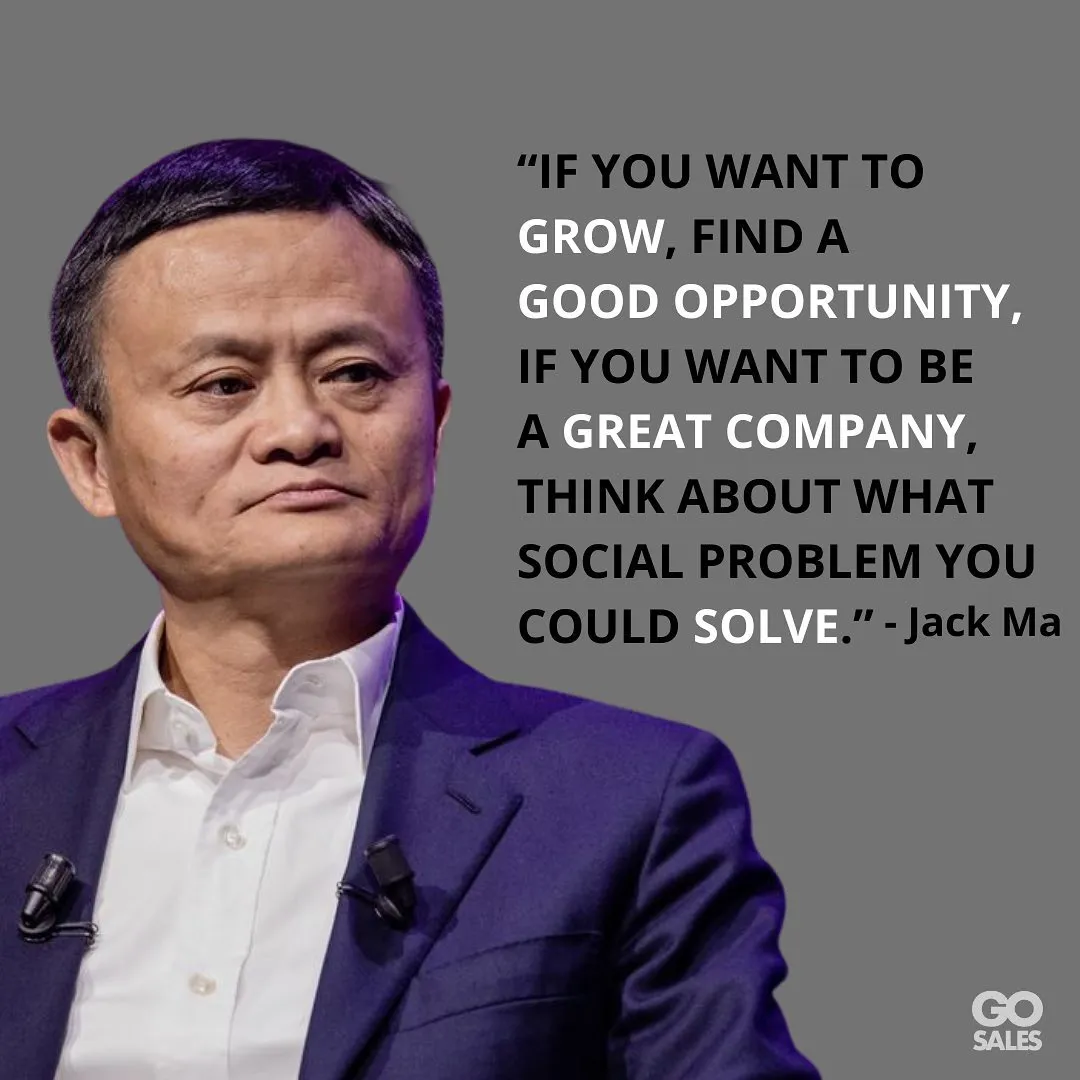 “IF YOU WANT TO
GROW, FIND A
GOOD OPPORTUNITY,
IF YOU WANT TO BE
A GREAT COMPANY,
THINK ABOUT WHAT
SOCIAL PROBLEM YOU
COULD SOLVE.” - Jack Ma
GO
SALES